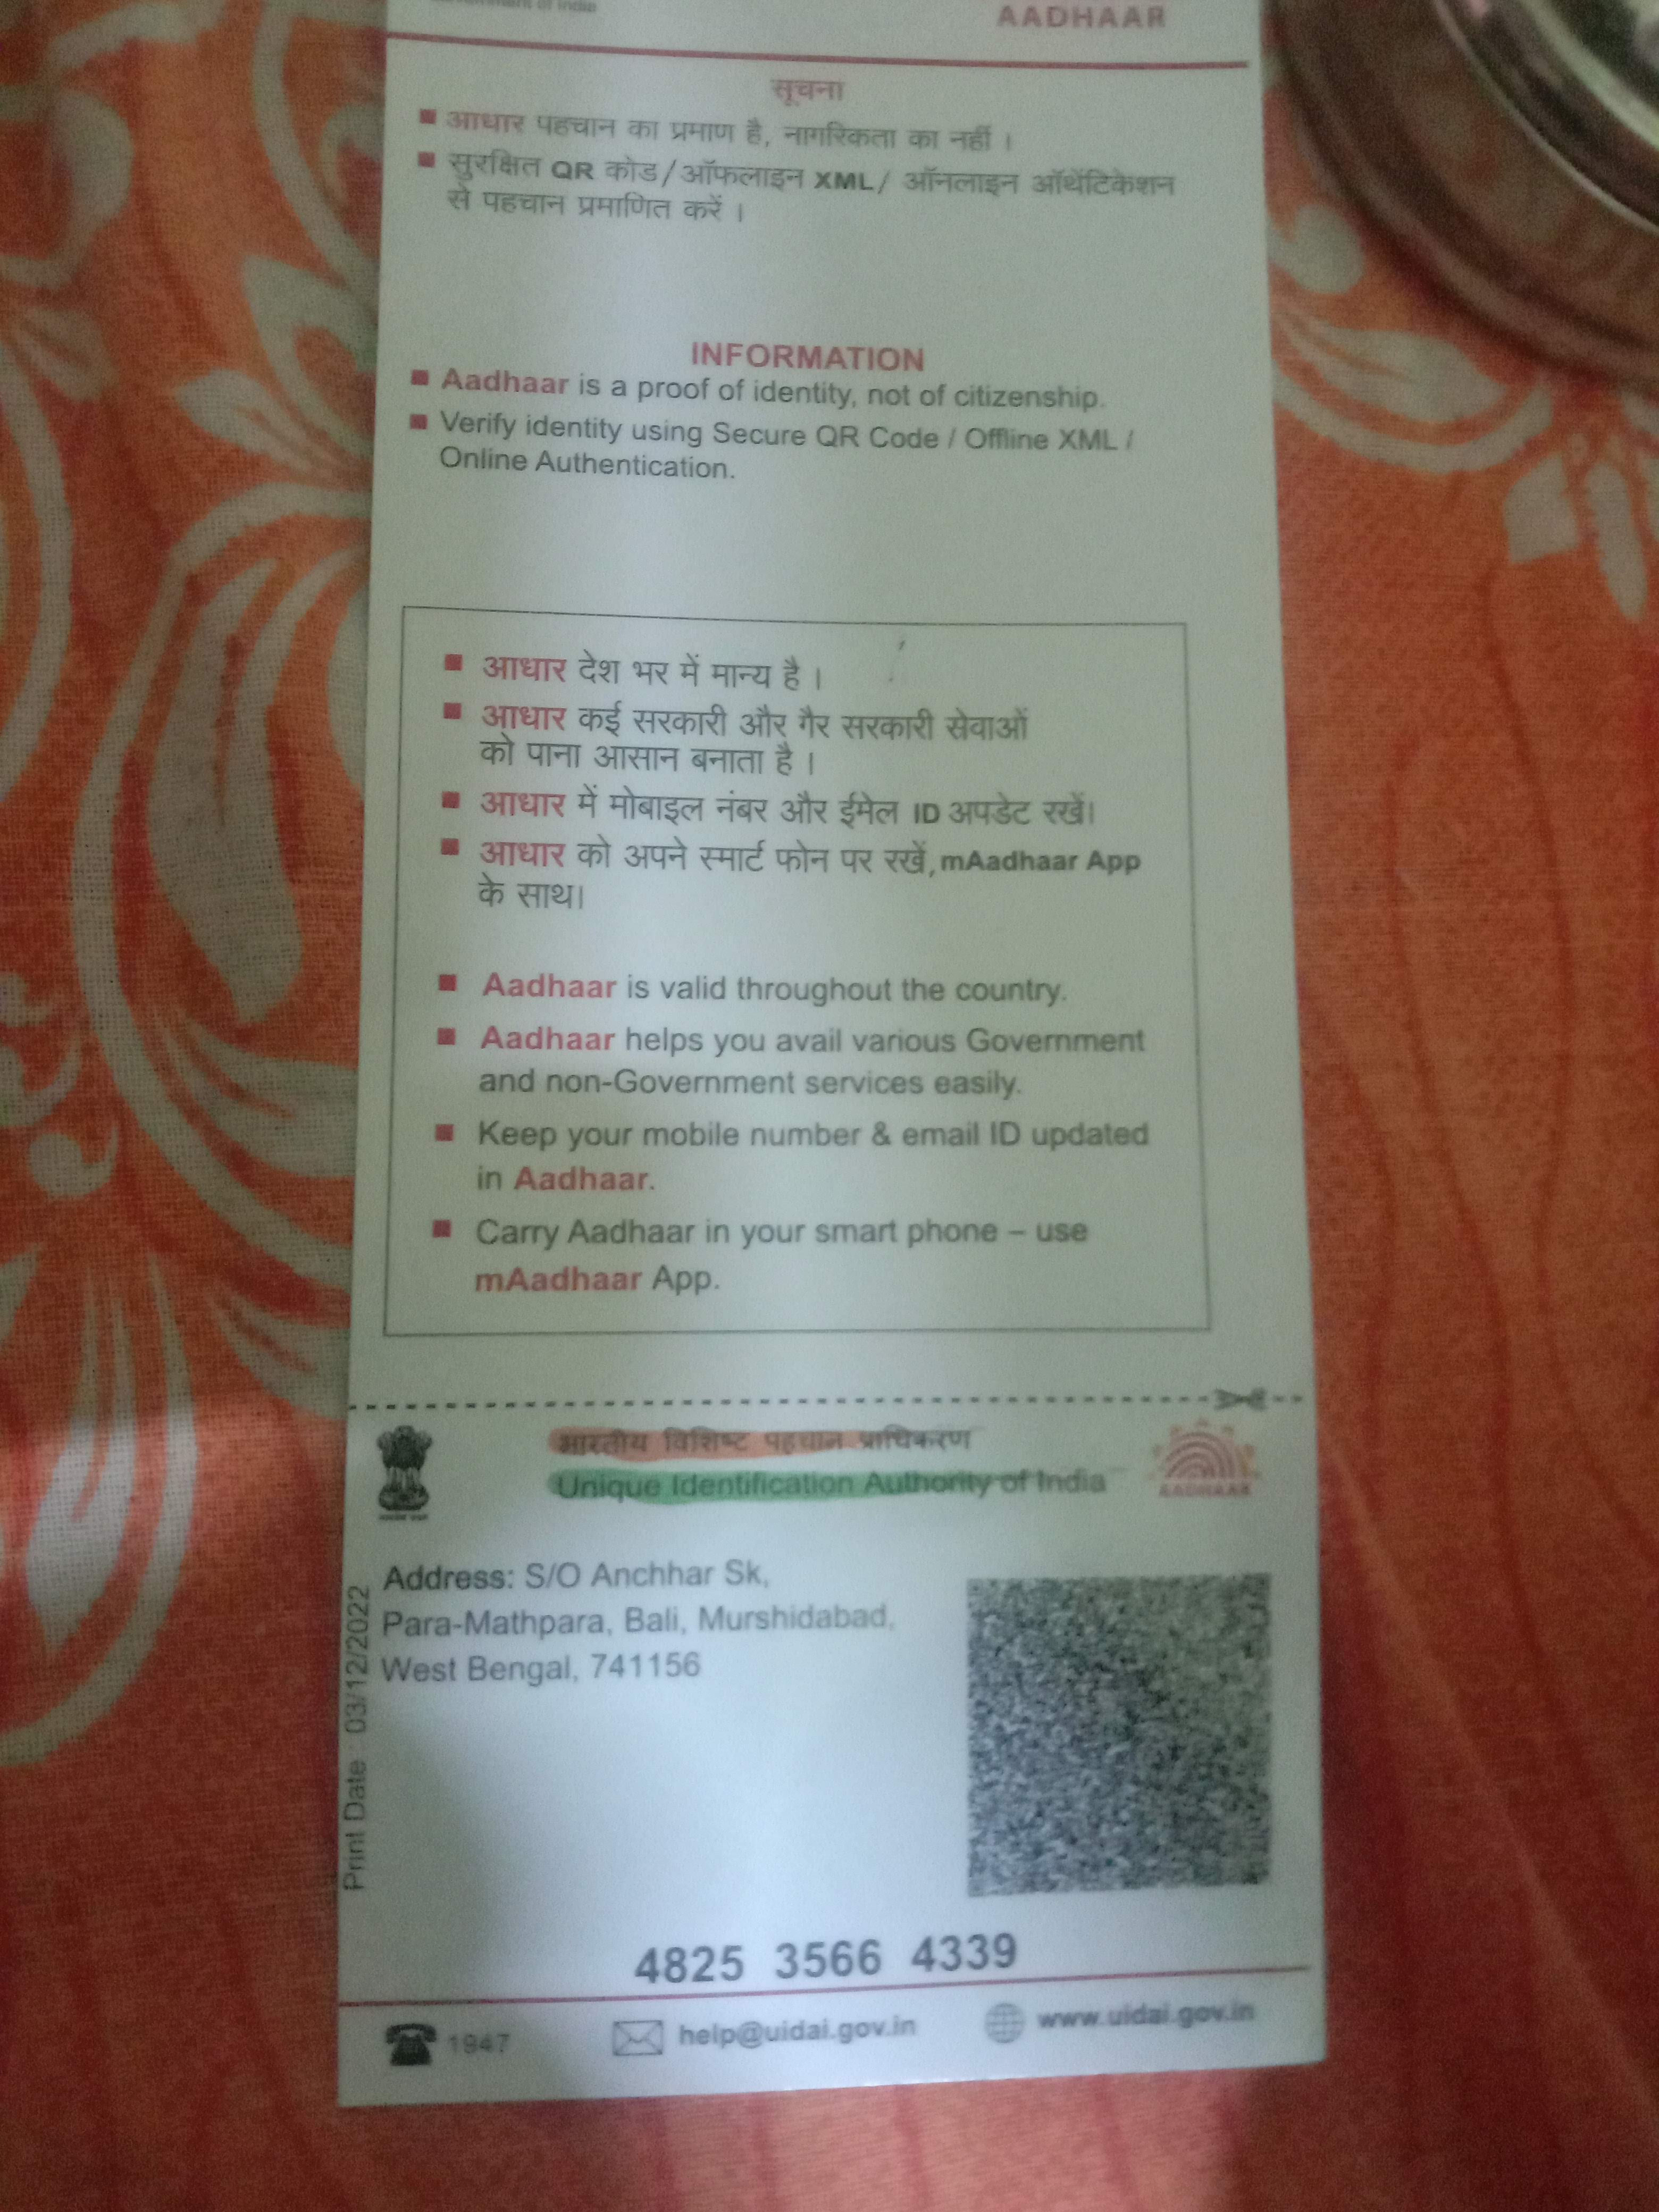 Government of India
AADHAAR
सूचना
आधार पहचान का प्रमाण है, नागरिकता का नहीं ।
सुरक्षित QR कोड/ऑफलाइन XML/ ऑनलाइन ऑथेंटिकेशन
से पहचान प्रमाणित करें ।
INFORMATION
Aadhaar is a proof of identity, not of citizenship.
Verify identity using Secure QR Code / Offline XML /
Online Authentication.
आधार देश भर में मान्य है ।
आधार कई सरकारी और गैर सरकारी सेवाओं
को पाना आसान बनाता है ।
आधार में मोबाइल नंबर और ईमेल ID अपडेट रखें।
आधार को अपने स्मार्ट फोन पर रखें, mAadhaar App
के साथ।
Aadhaar is valid throughout the country.
Aadhaar helps you avail various Government
and non-Government services easily.
Keep your mobile number & email ID updated
in Aadhaar.
Carry Aadhaar in your smart phone – use
mAadhaar App.
भारतीय विशिष्ट पहचान प्राधिकरण
Unique Identification Authority of India
AADHAAR
Address: S/O Anchhar Sk,
Para-Mathpara, Bali, Murshidabad,
West Bengal, 741156
Print Date 03/12/2022
4825 3566 4339
1947
help@uidai.gov.in
www.uidai.gov.in